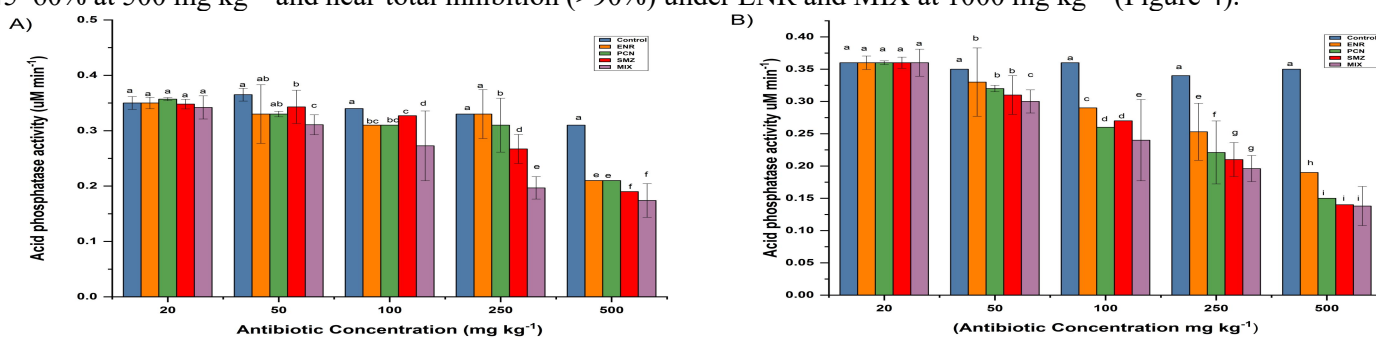 5–60% at 500 mg kg⁻¹ and near-total inhibition (>90%) under ENR and MIX at 1000 mg kg⁻¹ (Figure 4).
A)
Acid phosphatase activity (uM min⁻¹)
0.5
0.4
0.3
0.2
0.1
0.0
Control
ENR
PCN
SMZ
MIX
a a a a a
a ab ab b c
a bc bc c d
a a b d e
a e e f f
20 50 100 250 500
Antibiotic Concentration (mg kg⁻¹)
B)
Acid phosphatase activity uM min⁻¹)
0.40
0.35
0.30
0.25
0.20
0.15
0.10
0.05
0.00
Control
ENR
PCN
SMZ
MIX
a a a a a
a b b b c
a c d d e
a e f g g
a h i i i
20 50 100 250 500
(Antibiotic Concentration mg kg⁻¹)